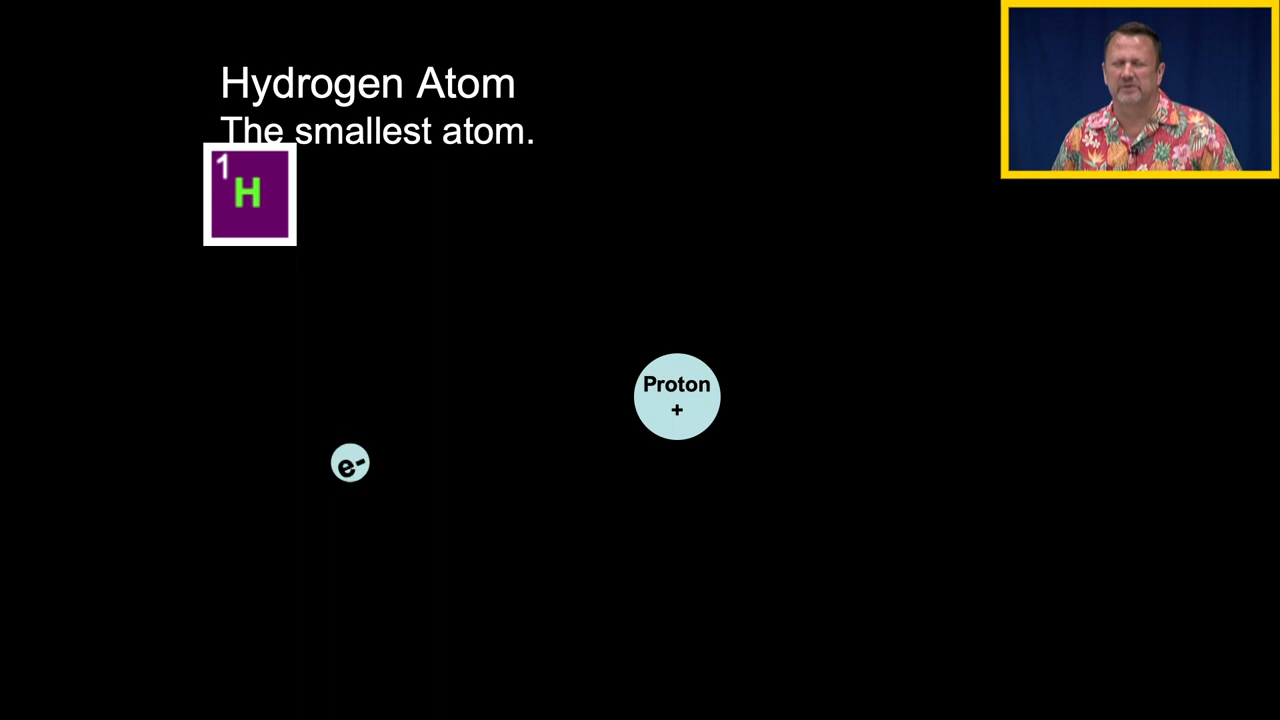 Hydrogen Atom
The smallest atom.
1
H
Proton
+
e-